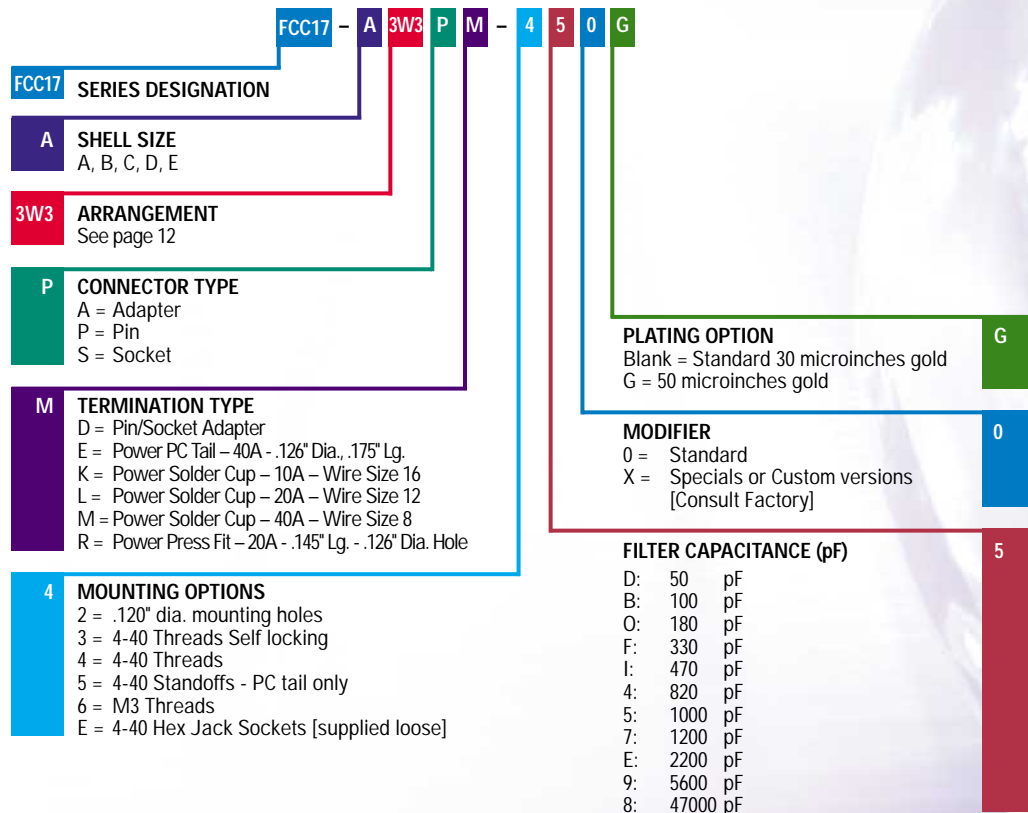 FCC17 – A 3W3 P M – 4 5 0 G
FCC17 SERIES DESIGNATION
A SHELL SIZE
A, B, C, D, E
3W3 ARRANGEMENT
See page 12
P CONNECTOR TYPE
A = Adapter
P = Pin
S = Socket
M TERMINATION TYPE
D = Pin/Socket Adapter
E = Power PC Tail – 40A - .126" Dia., .175" Lg.
K = Power Solder Cup – 10A – Wire Size 16
L = Power Solder Cup – 20A – Wire Size 12
M = Power Solder Cup – 40A – Wire Size 8
R = Power Press Fit – 20A - .145" Lg. - .126" Dia. Hole
4 MOUNTING OPTIONS
2 = .120" dia. mounting holes
3 = 4-40 Threads Self locking
4 = 4-40 Threads
5 = 4-40 Standoffs - PC tail only
6 = M3 Threads
E = 4-40 Hex Jack Sockets [supplied loose]
PLATING OPTION G
Blank = Standard 30 microinches gold
G = 50 microinches gold
MODIFIER 0
0 = Standard
X = Specials or Custom versions
[Consult Factory]
FILTER CAPACITANCE (pF) 5
D: 50 pF
B: 100 pF
O: 180 pF
F: 330 pF
I: 470 pF
4: 820 pF
5: 1000 pF
7: 1200 pF
E: 2200 pF
9: 5600 pF
8: 47000 pF